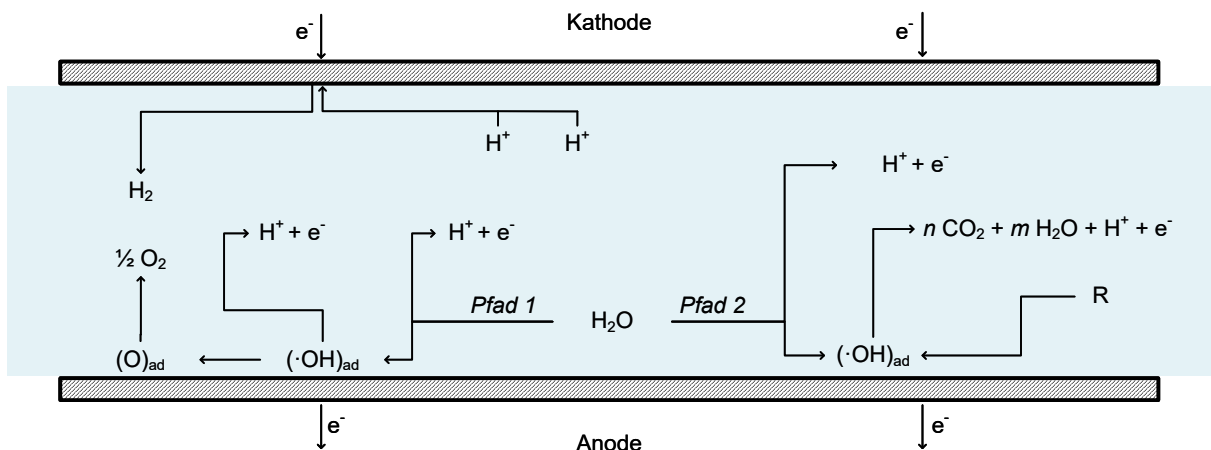 Kathode
e⁻ e⁻
H⁺ H⁺
H⁺ + e⁻
H₂
H⁺ + e⁻ H⁺ + e⁻ n CO₂ + m H₂O + H⁺ + e⁻
½ O₂
Pfad 1 H₂O Pfad 2 R
(O)ad (·OH)ad (·OH)ad
e⁻ e⁻
Anode